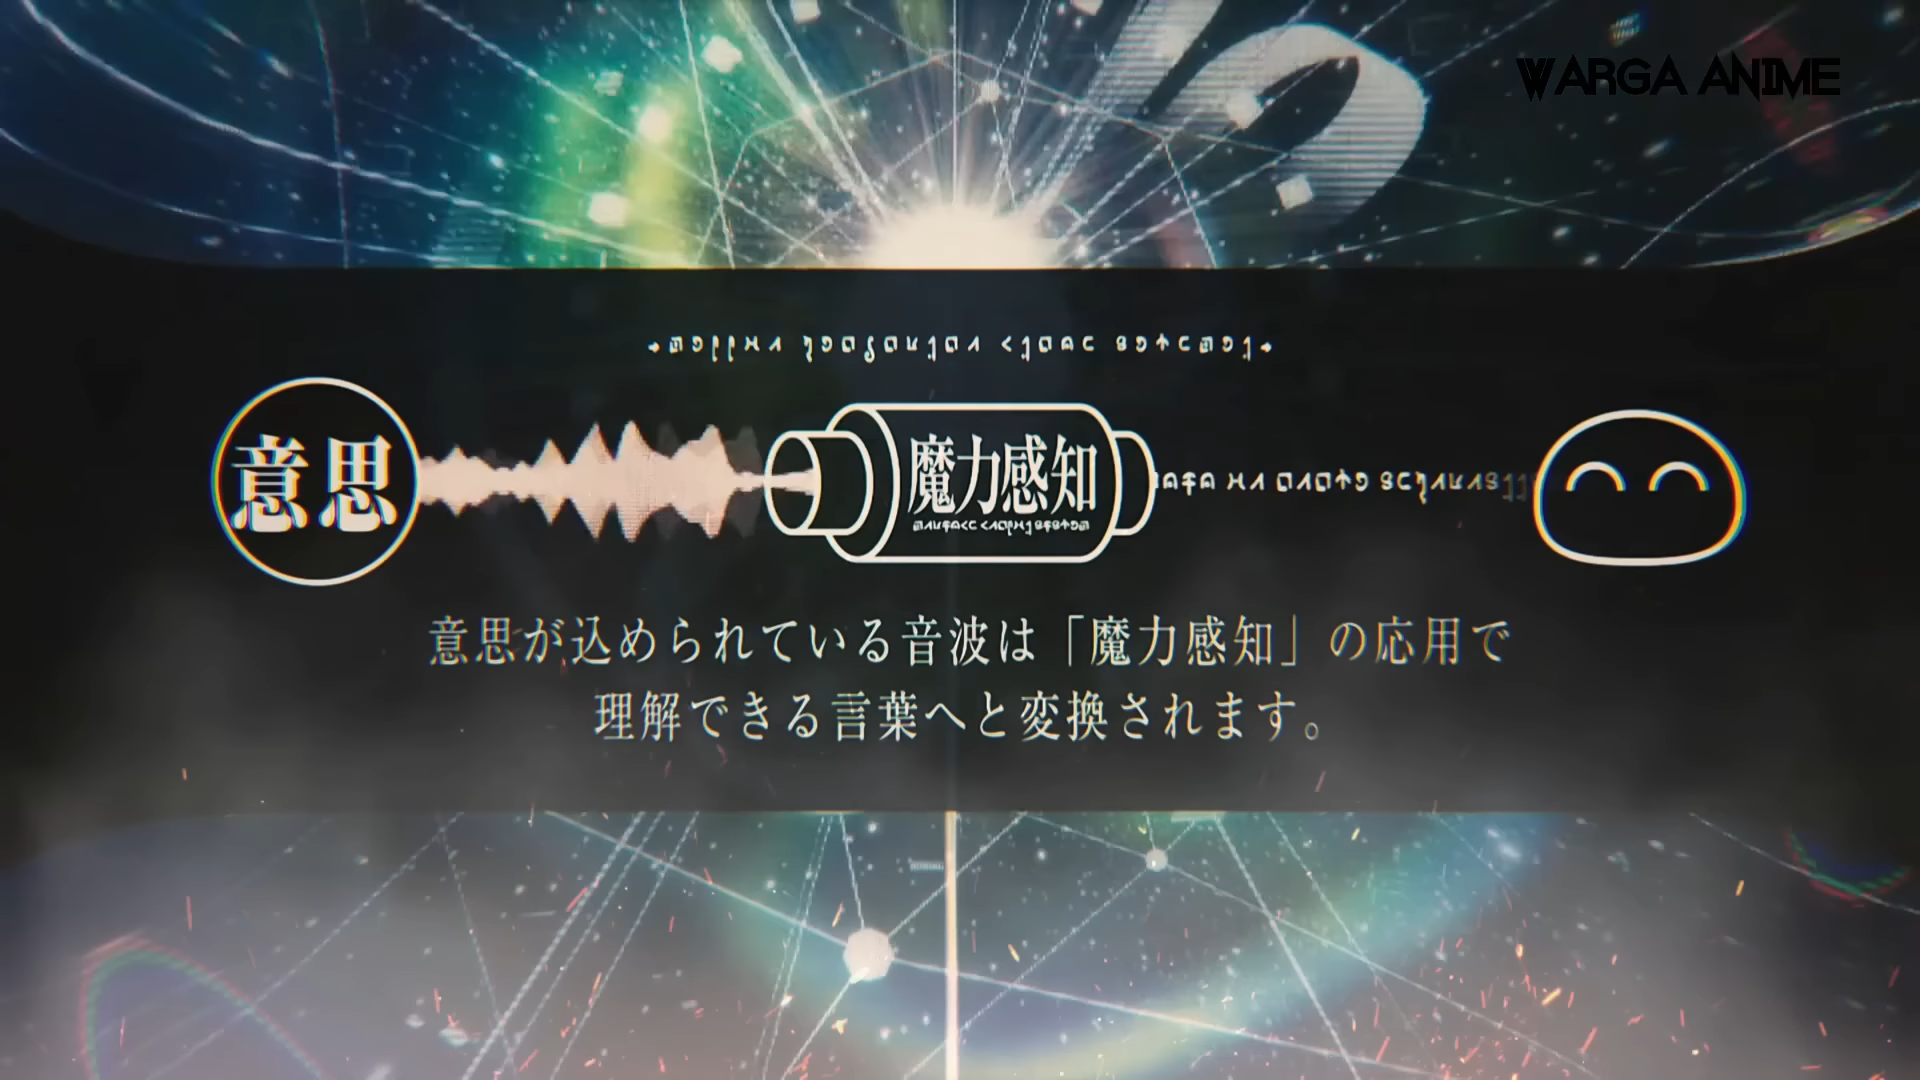 WARGA ANIME
意思
魔力感知
意思が込められている音波は「魔力感知」の応用で
理解できる言葉へと変換されます。